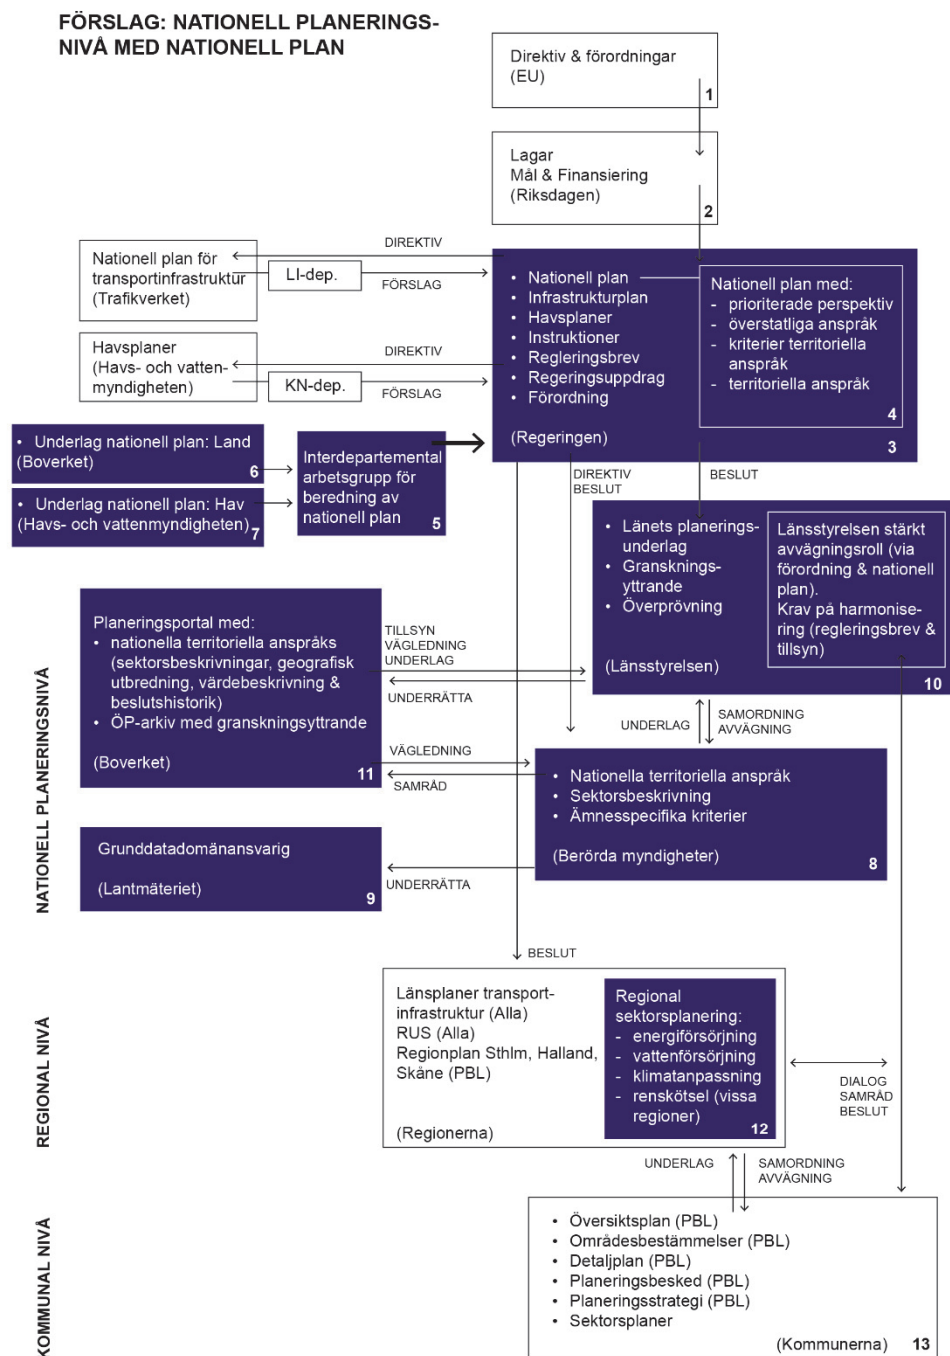 FÖRSLAG: NATIONELL PLANERINGS-
NIVÅ MED NATIONELL PLAN
Direktiv & förordningar
(EU)
1
Lagar
Mål & Finansiering
(Riksdagen)
2
Nationell plan för
transportinfrastruktur
(Trafikverket)
DIREKTIV
LI-dep.
FÖRSLAG
Havsplaner
(Havs- och vatten-
myndigheten)
DIREKTIV
KN-dep.
FÖRSLAG
• Nationell plan
• Infrastrukturplan
• Havsplaner
• Instruktioner
• Regleringsbrev
• Regeringsuppdrag
• Förordning
(Regeringen)
3
Nationell plan med:
- prioriterade perspektiv
- överstatliga anspråk
- kriterier territoriella
anspråk
- territoriella anspråk
4
• Underlag nationell plan: Land
(Boverket)
6
• Underlag nationell plan: Hav
(Havs- och vattenmyndigheten)
7
Interdepartemental
arbetsgrupp för
beredning av
nationell plan
5
DIREKTIV
BESLUT
BESLUT
• Länets planerings-
underlag
• Gransknings-
yttrande
• Överprövning
(Länsstyrelsen)
Länsstyrelsen stärkt
avvägningsroll (via
förordning & nationell
plan).
Krav på harmonise-
ring (regleringsbrev &
tillsyn)
10
NATIONELL PLANERINGSNIVÅ
Planeringsportal med:
• nationella territoriella anspråks
(sektorsbeskrivningar, geografisk
utbredning, värdebeskrivning &
beslutshistorik)
• ÖP-arkiv med granskningsyttrande
(Boverket)
11
TILLSYN
VÄGLEDNING
UNDERLAG
UNDERRÄTTA
UNDERLAG
SAMORDNING
AVVÄGNING
VÄGLEDNING
SAMRÅD
• Nationella territoriella anspråk
• Sektorsbeskrivning
• Ämnesspecifika kriterier
(Berörda myndigheter)
8
Grunddatadomänansvarig
(Lantmäteriet)
9
UNDERRÄTTA
BESLUT
REGIONAL NIVÅ
Länsplaner transport-
infrastruktur (Alla)
RUS (Alla)
Regionplan Sthlm, Halland,
Skåne (PBL)
(Regionerna)
Regional
sektorsplanering:
- energiförsörjning
- vattenförsörjning
- klimatanpassning
- renskötsel (vissa
regioner)
12
DIALOG
SAMRÅD
BESLUT
UNDERLAG
SAMORDNING
AVVÄGNING
KOMMUNAL NIVÅ
• Översiktsplan (PBL)
• Områdesbestämmelser (PBL)
• Detaljplan (PBL)
• Planeringsbesked (PBL)
• Planeringsstrategi (PBL)
• Sektorsplaner
(Kommunerna)
13